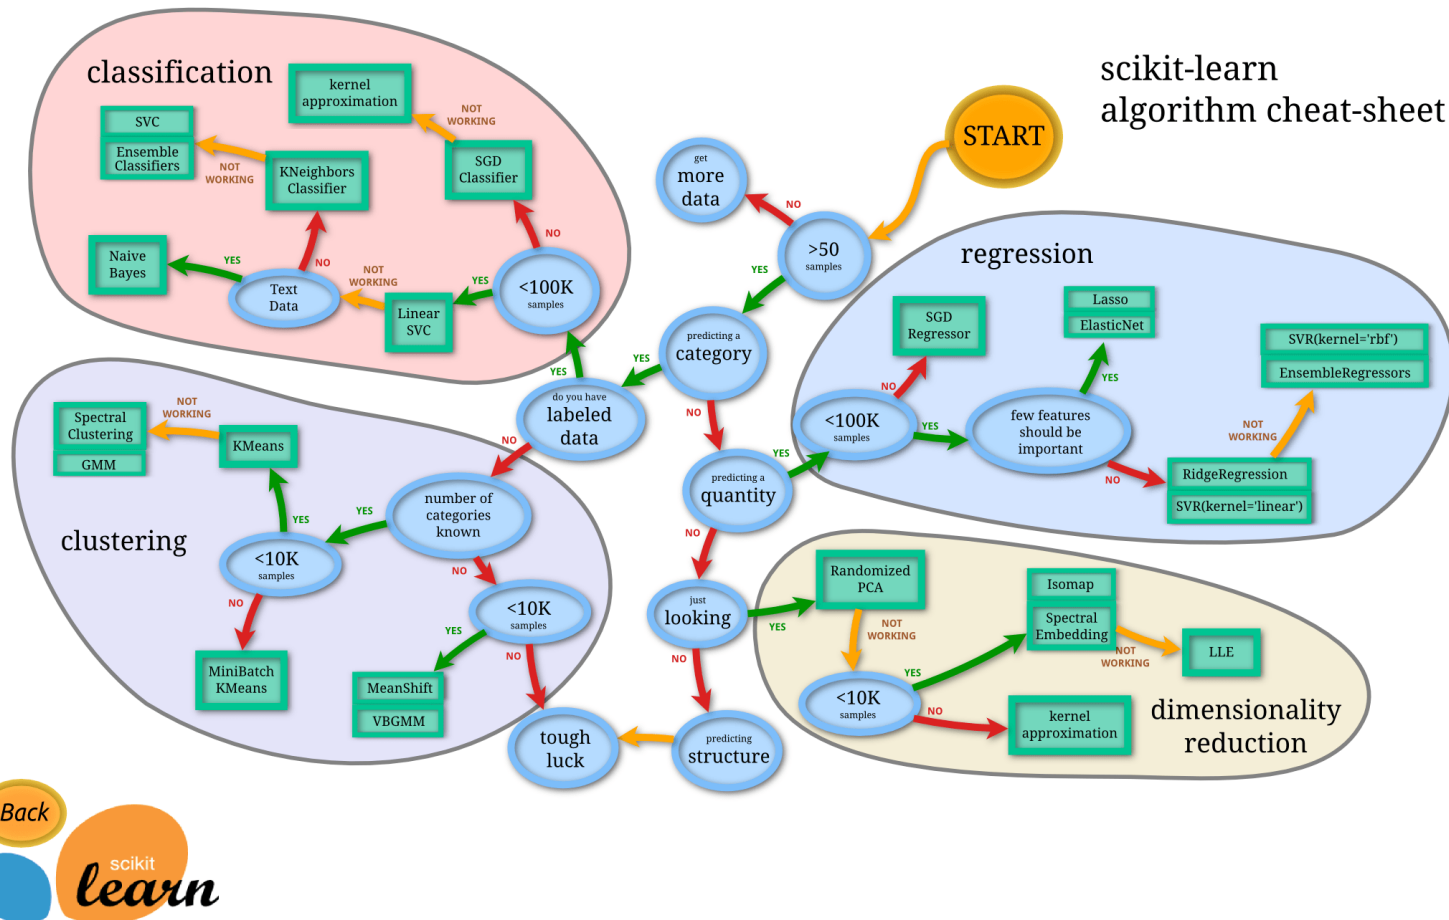 scikit-learn
algorithm cheat-sheet
START
get
more
data
NO
>50
samples
YES
predicting a
category
YES
NO
do you have
labeled
data
YES
NO
predicting a
quantity
YES
NO
just
looking
YES
NO
predicting
structure
tough
luck
classification
kernel
approximation
NOT
WORKING
SVC
Ensemble
Classifiers
NOT
WORKING
KNeighbors
Classifier
SGD
Classifier
NO
Naive
Bayes
YES
NO
Text
Data
NOT
WORKING
Linear
SVC
YES
<100K
samples
regression
SGD
Regressor
Lasso
ElasticNet
SVR(kernel='rbf')
EnsembleRegressors
YES
NO
<100K
samples
YES
few features
should be
important
NOT
WORKING
NO
RidgeRegression
SVR(kernel='linear')
clustering
Spectral
Clustering
GMM
NOT
WORKING
KMeans
YES
number of
categories
known
YES
<10K
samples
NO
NO
<10K
samples
YES
NO
MiniBatch
KMeans
MeanShift
VBGMM
Randomized
PCA
NOT
WORKING
Isomap
Spectral
Embedding
NOT
WORKING
LLE
YES
<10K
samples
NO
kernel
approximation
dimensionality
reduction
Back
scikit
learn